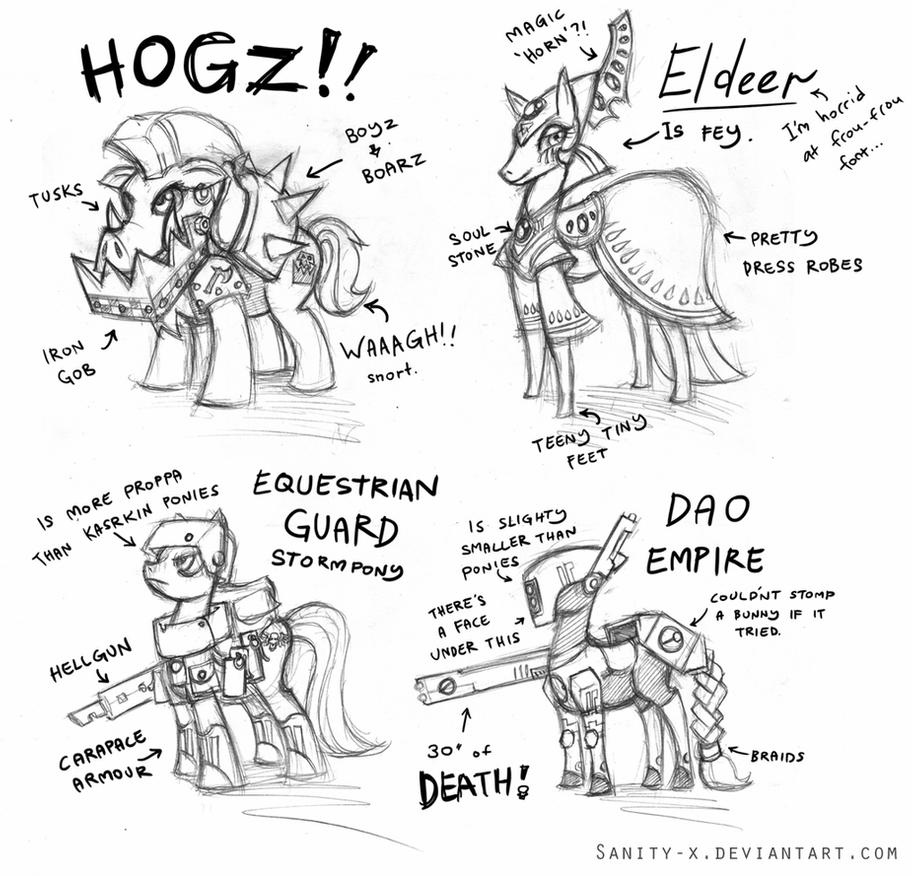 HOGZ!!
TUSKS
BOYZ
&
BOARZ
IRON
GOB
WAAAGH!!
snort.
MAGIC
'HORN'?!
Eldeer
IS FEY.
I'm horrid
at frou-frou
font...
SOUL
STONE
PRETTY
DRESS ROBES
TEENY TINY
FEET
IS MORE PROPPA
THAN KASRKIN PONIES
EQUESTRIAN
GUARD
STORMPONY
HELLGUN
CARAPACE
ARMOUR
DAO
EMPIRE
IS SLIGHTY
SMALLER THAN
PONIES
THERE'S
A FACE
UNDER THIS
COULDN'T STOMP
A BUNNY IF IT
TRIED.
30" of
DEATH!
BRAIDS
SANITY-X.DEVIANTART.COM